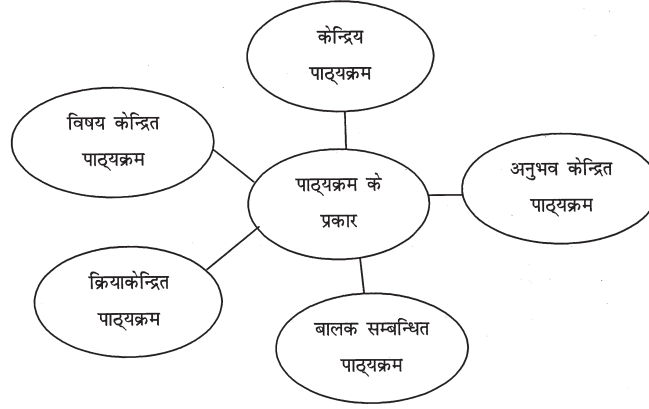 केन्द्रिय
पाठ्यक्रम
विषय केन्द्रित
पाठ्यक्रम
पाठ्यक्रम के
प्रकार
अनुभव केन्द्रित
पाठ्यक्रम
क्रियाकेन्द्रित
पाठ्यक्रम
बालक सम्बन्धित
पाठ्यक्रम